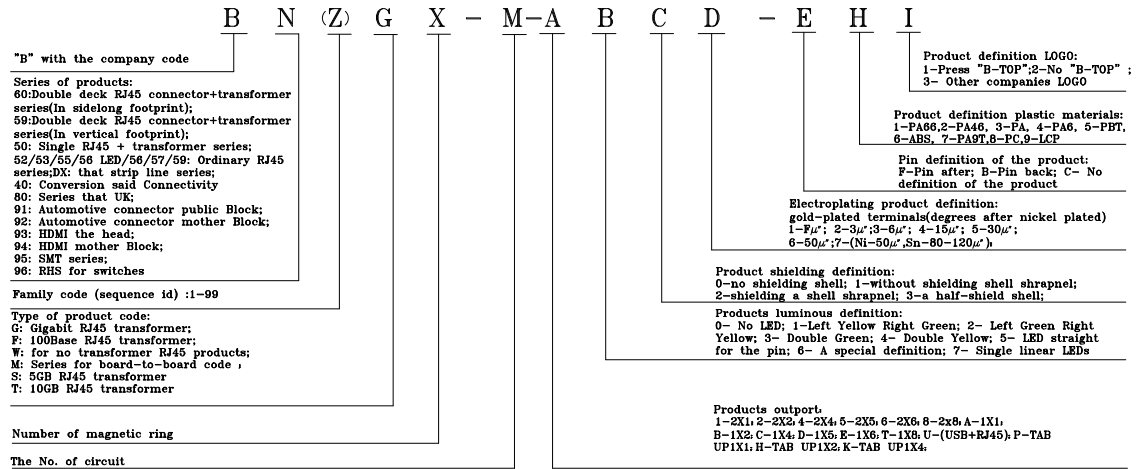 B N (Z) G X - M-A B C D - E H I
"B" with the company code
Series of products:
60:Double deck RJ45 connector+transformer
series(In sidelong footprint);
59:Double deck RJ45 connector+transformer
series(In vertical footprint);
50: Single RJ45 + transformer series;
52/53/55/56 LED/56/57/59: Ordinary RJ45
series;DX: that strip line series;
40: Conversion said Connectivity
80: Series that UK;
91: Automotive connector public Block;
92: Automotive connector mother Block;
93: HDMI the head;
94: HDMI mother Block;
95: SMT series;
96: RHS for switches
Family code (sequence id) :1-99
Type of product code:
G: Gigabit RJ45 transformer;
F: 100Base RJ45 transformer;
W: for no transformer RJ45 products;
M: Series for board-to-board code ;
S: 5GB RJ45 transformer
T: 10GB RJ45 transformer
Number of magnetic ring
The No. of circuit
Product definition LOGO:
1-Press "B-TOP";2-No "B-TOP" ;
3- Other companies LOGO
Product definition plastic materials:
1-PA66,2-PA46, 3-PA, 4-PA6, 5-PBT,
6-ABS, 7-PA9T,8-PC,9-LCP
Pin definition of the product:
F-Pin after; B-Pin back; C- No
definition of the product
Electroplating product definition:
gold-plated terminals(degrees after nickel plated)
1-Fμ"; 2-3μ";3-6μ"; 4-15μ"; 5-30μ";
6-50μ";7-(Ni-50μ",Sn-80-120μ");
Product shielding definition:
0-no shielding shell; 1-without shielding shell shrapnel;
2-shielding a shell shrapnel; 3-a half-shield shell;
Products luminous definition:
0- No LED; 1-Left Yellow Right Green; 2- Left Green Right
Yellow; 3- Double Green; 4- Double Yellow; 5- LED straight
for the pin; 6- A special definition; 7- Single linear LEDs
Products outport:
1-2X1; 2-2X2; 4-2X4; 5-2X5; 6-2X6; 8-2x8; A-1X1;
B-1X2; C-1X4; D-1X5; E-1X6; T-1X8; U-(USB+RJ45); P-TAB
UP1X1; H-TAB UP1X2; K-TAB UP1X4;